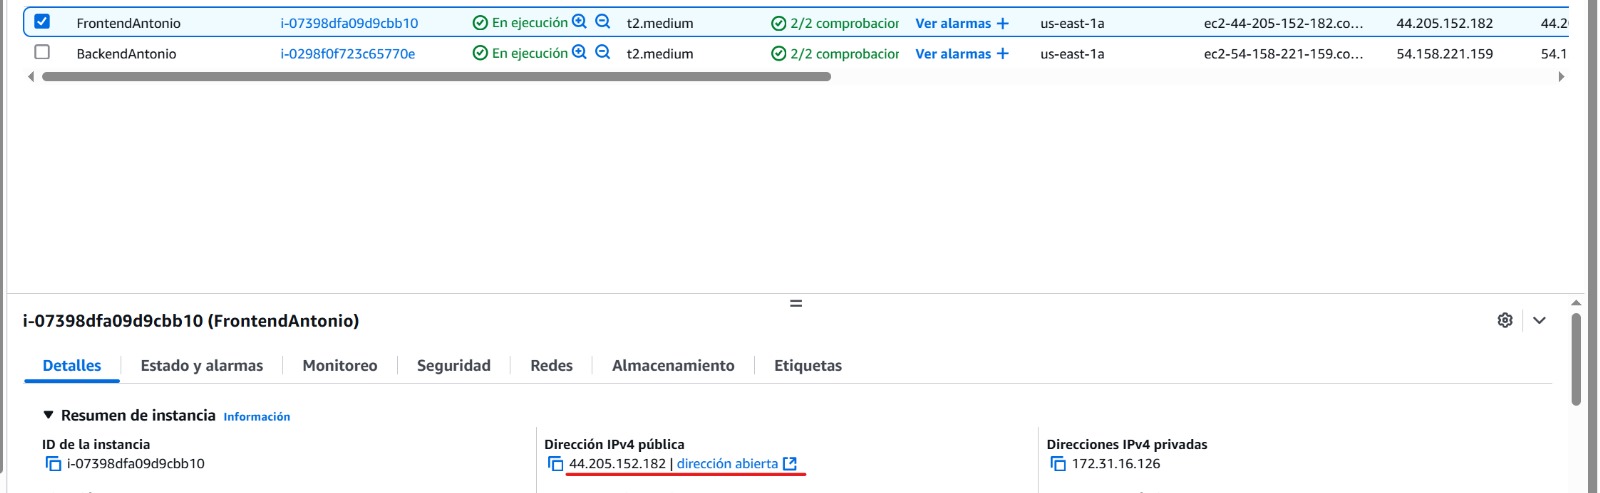 FrontendAntonio i-07398dfa09d9cbb10 En ejecución t2.medium 2/2 comprobacior Ver alarmas + us-east-1a ec2-44-205-152-182.co... 44.205.152.182 44.2
BackendAntonio i-0298f0f723c65770e En ejecución t2.medium 2/2 comprobacior Ver alarmas + us-east-1a ec2-54-158-221-159.co... 54.158.221.159 54.1
i-07398dfa09d9cbb10 (FrontendAntonio)
Detalles Estado y alarmas Monitoreo Seguridad Redes Almacenamiento Etiquetas
Resumen de instancia Información
ID de la instancia Dirección IPv4 pública Direcciones IPv4 privadas
i-07398dfa09d9cbb10 44.205.152.182 | dirección abierta 172.31.16.126